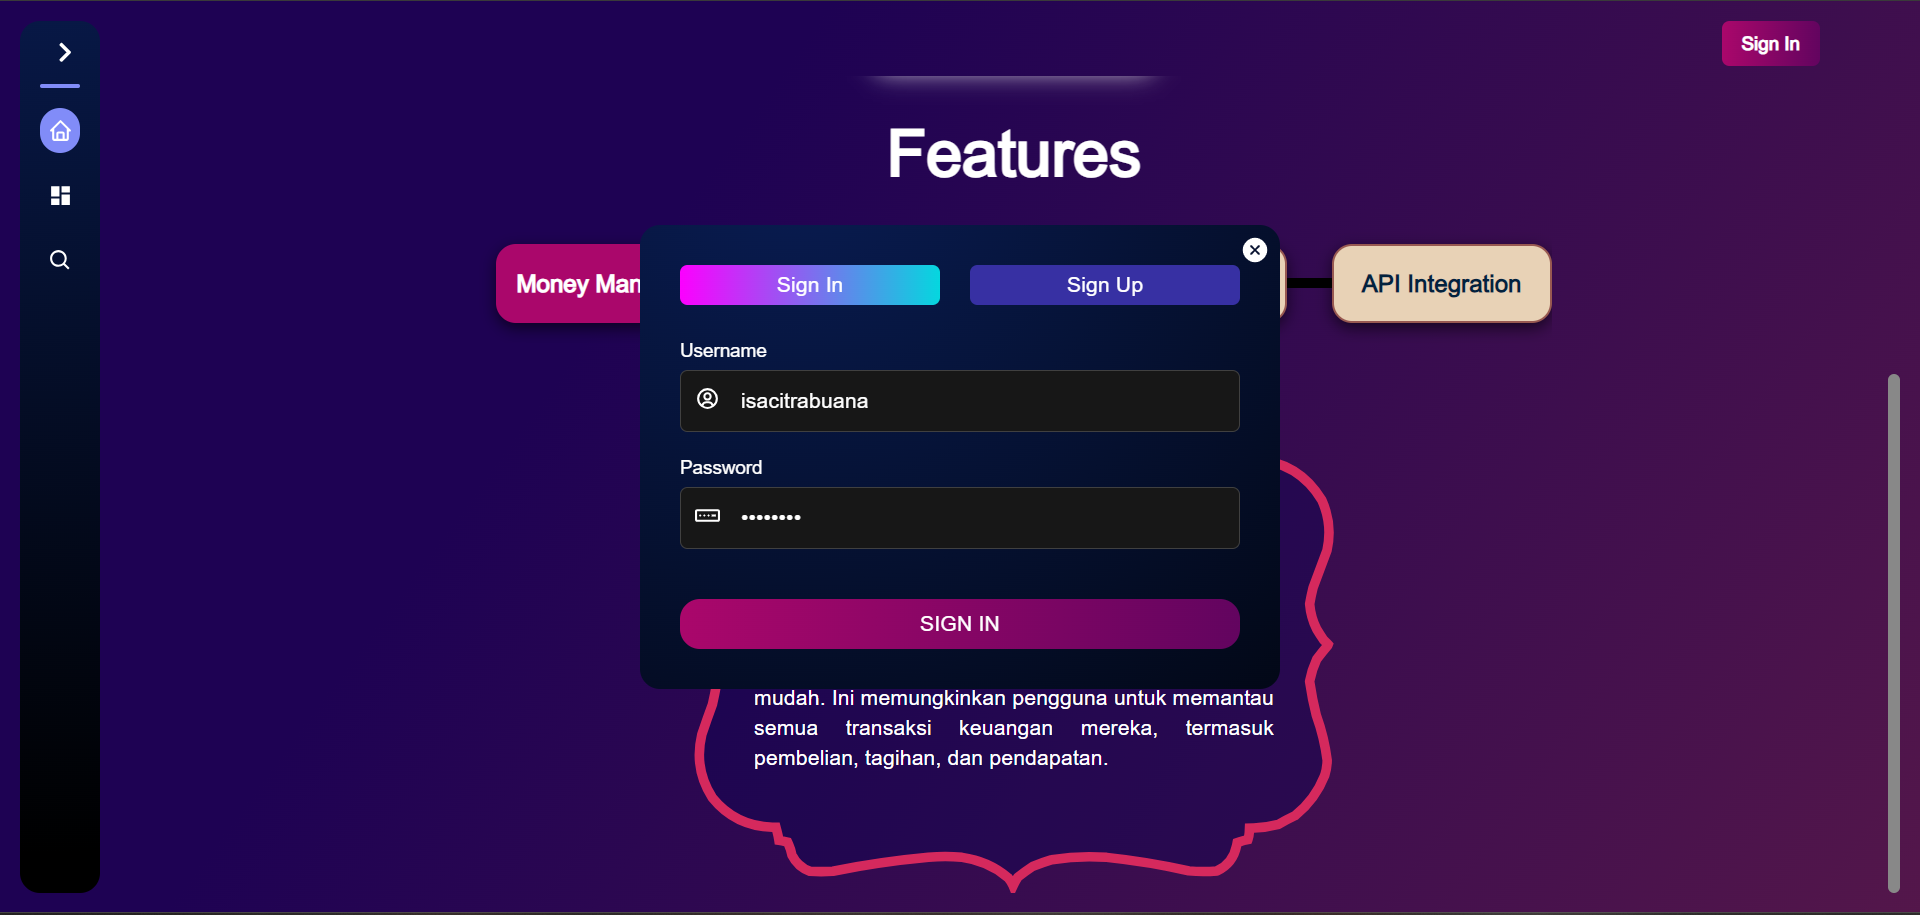 Sign In
Features
Money Man
API Integration
Sign In
Sign Up
Username
isacitrabuana
Password
••••••••
SIGN IN
mudah. Ini memungkinkan pengguna untuk memantau
semua transaksi keuangan mereka, termasuk
pembelian, tagihan, dan pendapatan.